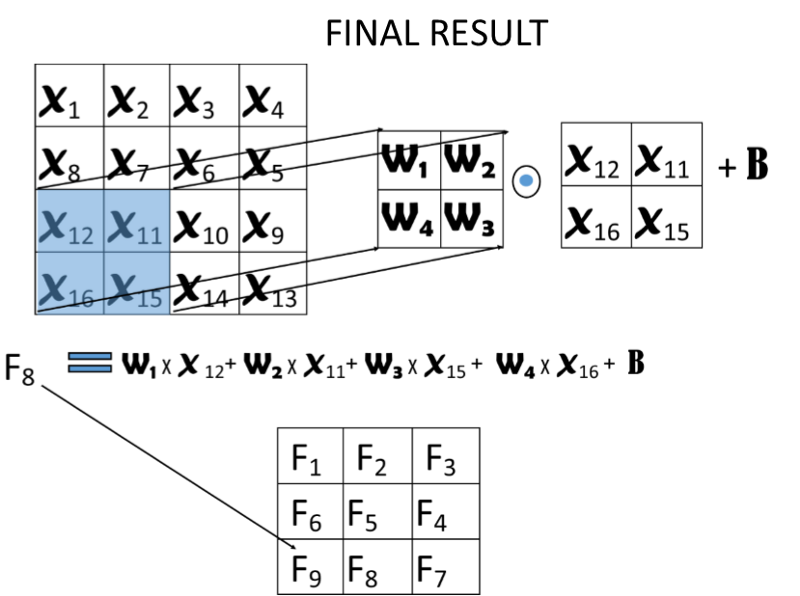 FINAL RESULT
X₁ X₂ X₃ X₄
X₈ X₇ X₆ X₅
X₁₂ X₁₁ X₁₀ X₉
X₁₆ X₁₅ X₁₄ X₁₃
W₁ W₂
W₄ W₃
X₁₂ X₁₁
X₁₆ X₁₅
+ B
F₈ = W₁ x X ₁₂+ W₂ x X₁₁+ W₃ x X₁₅ + W₄ x X₁₆ + B
F₁ F₂ F₃
F₆ F₅ F₄
F₉ F₈ F₇